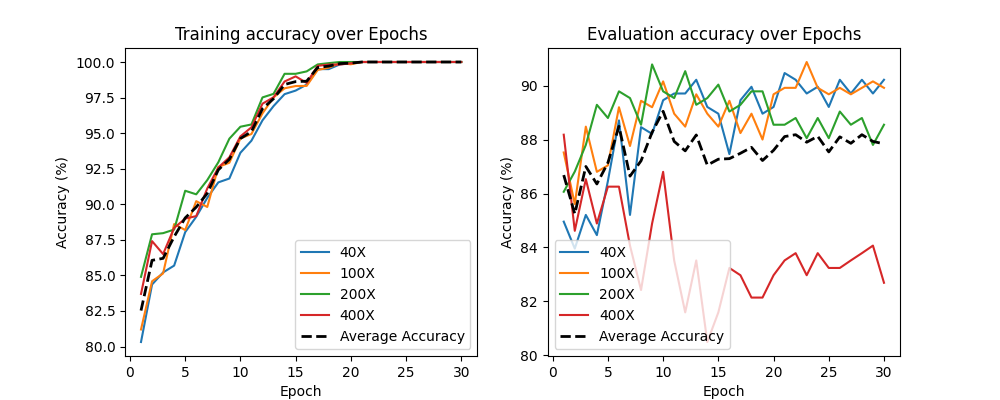 Training accuracy over Epochs
Accuracy (%)
100.0
97.5
95.0
92.5
90.0
87.5
85.0
82.5
80.0
0 5 10 15 20 25 30
Epoch
40X
100X
200X
400X
Average Accuracy
Evaluation accuracy over Epochs
Accuracy (%)
90
88
86
84
82
80
0 5 10 15 20 25 30
Epoch
40X
100X
200X
400X
Average Accuracy